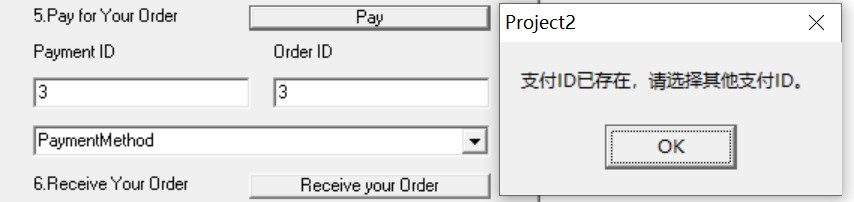 5.Pay for Your Order
Pay
Payment ID
Order ID
3
3
PaymentMethod
6.Receive Your Order
Receive your Order
Project2
支付ID已存在，请选择其他支付ID。
OK